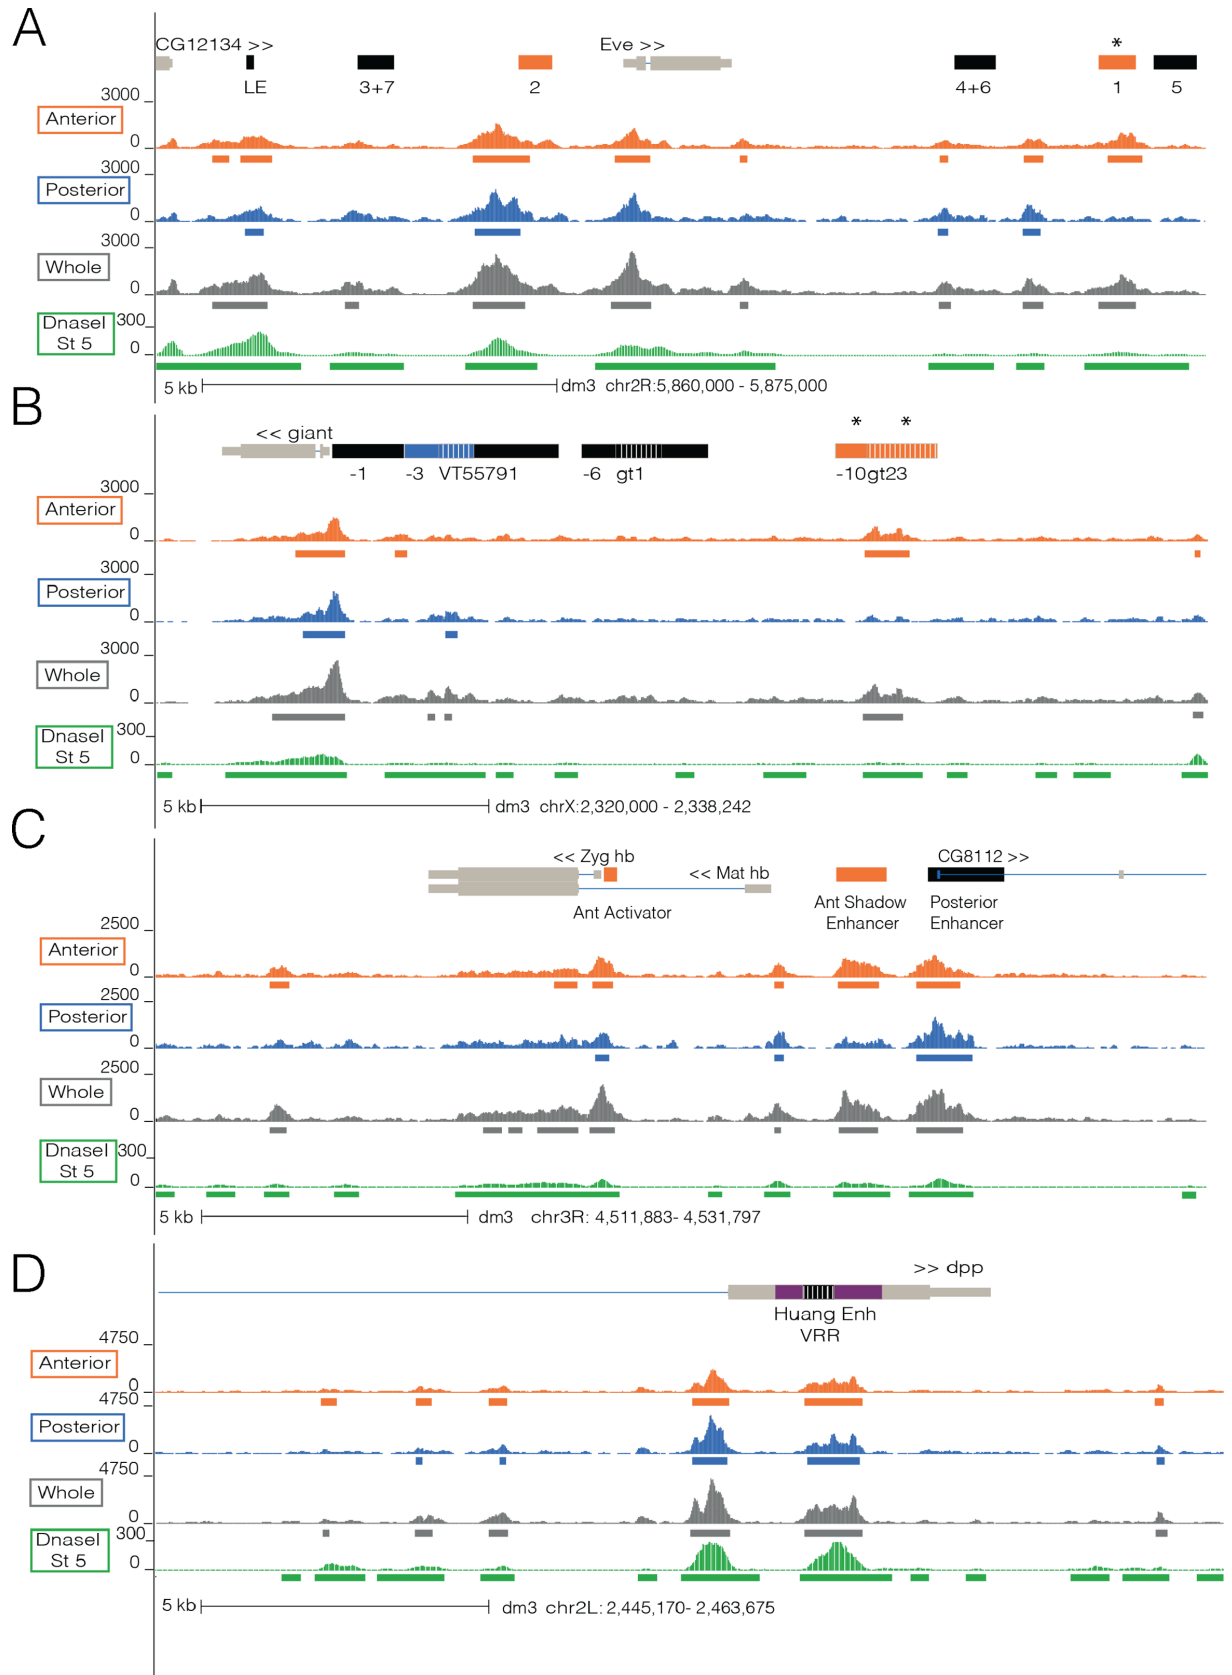 A
CG12134 >>
Eve >>
*
LE
3+7
2
4+6
1
5
3000
Anterior
0
3000
Posterior
0
3000
Whole
0
DnaseI
St 5
300
0
5 kb
dm3 chr2R:5,860,000 - 5,875,000
B
<< giant
* *
-1
-3 VT55791
-6 gt1
-10gt23
3000
Anterior
0
3000
Posterior
0
3000
Whole
0
DnaseI
St 5
300
0
5 kb
dm3 chrX:2,320,000 - 2,338,242
C
<< Zyg hb
<< Mat hb
CG8112 >>
Ant Activator
Ant Shadow
Enhancer
Posterior
Enhancer
2500
Anterior
0
2500
Posterior
0
2500
Whole
0
DnaseI
St 5
300
0
5 kb
dm3 chr3R: 4,511,883- 4,531,797
D
>> dpp
Huang Enh
VRR
4750
Anterior
0
4750
Posterior
0
4750
Whole
0
DnaseI
St 5
300
0
5 kb
dm3 chr2L: 2,445,170- 2,463,675